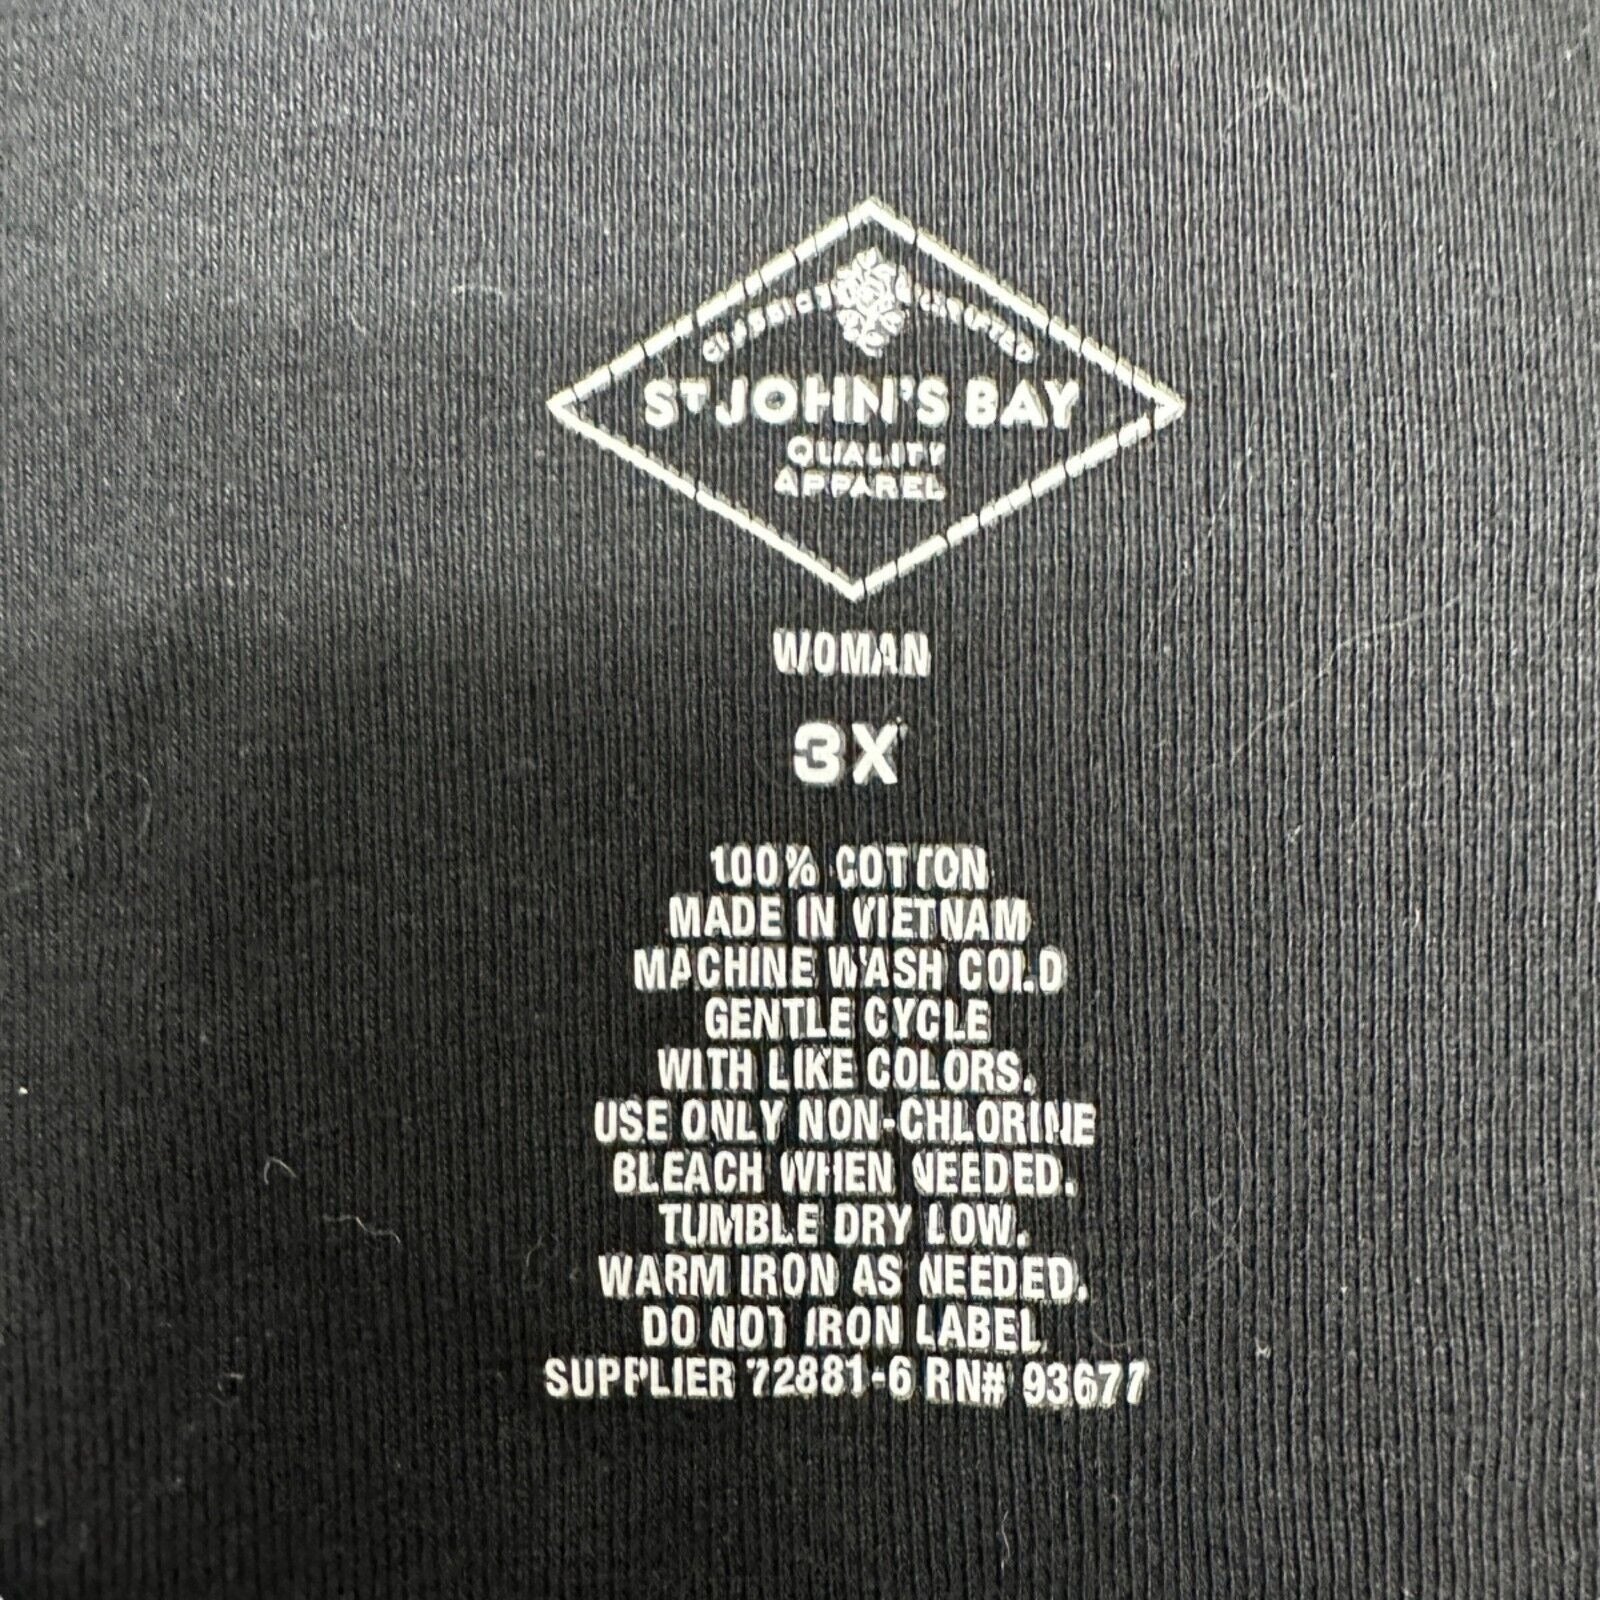 CLASSICS CRAFTED
ST JOHN'S BAY
QUALITY
APPAREL
WOMAN
3X
100% COTTON
MADE IN VIETNAM
MACHINE WASH COLD
GENTLE CYCLE
WITH LIKE COLORS.
USE ONLY NON-CHLORINE
BLEACH WHEN NEEDED.
TUMBLE DRY LOW.
WARM IRON AS NEEDED.
DO NOT IRON LABEL
SUPPLIER 72881-6 RN# 93677